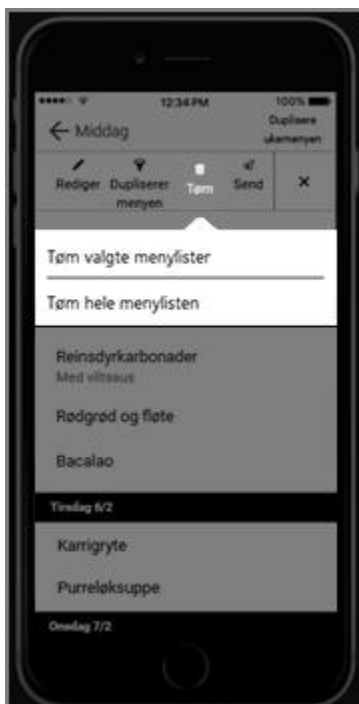 12:34 PM
100%
← Middag
Duplisere
ukemenyen
Rediger
Dupliserer
menyen
Tøm
Send
×
Tøm valgte menylister
Tøm hele menylisten
Reinsdyrkarbonader
Med viltsaus
Rødgrød og fløte
Bacalao
Tirsdag 6/2
Karrigryte
Purreløksuppe
Onsdag 7/2